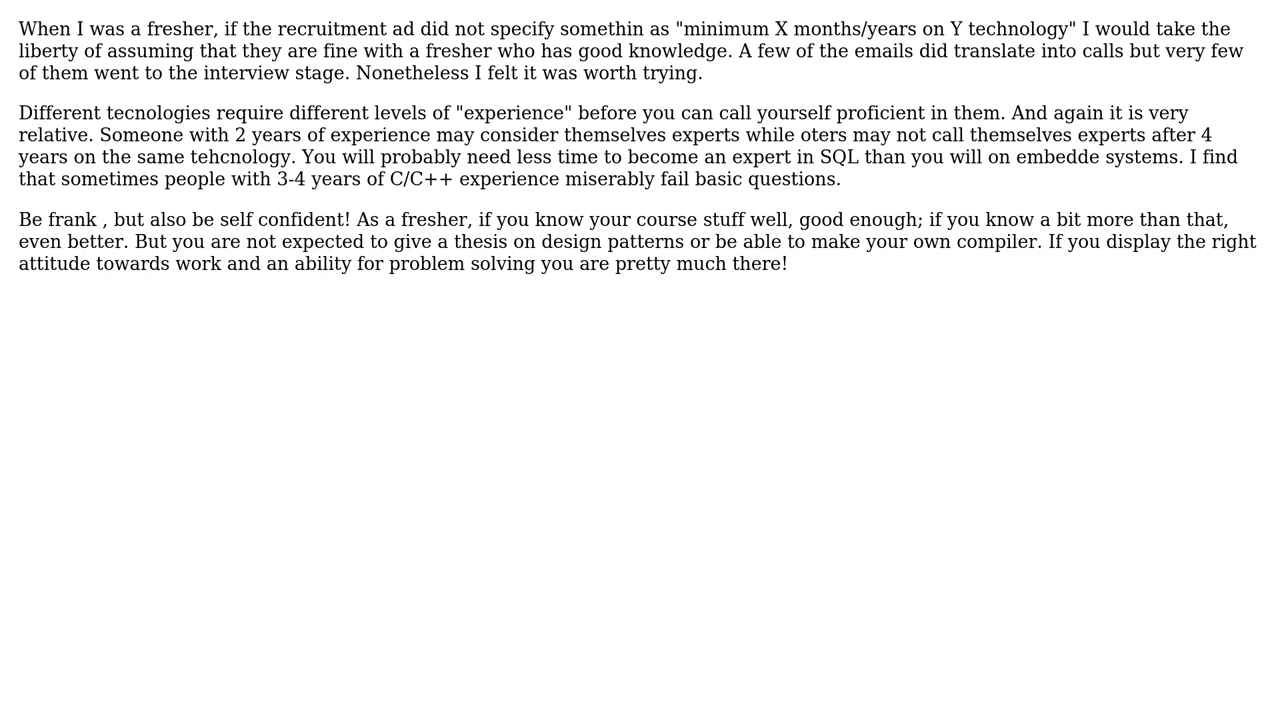 When I was a fresher, if the recruitment ad did not specify somethin as "minimum X months/years on Y technology" I would take the
liberty of assuming that they are fine with a fresher who has good knowledge. A few of the emails did translate into calls but very few
of them went to the interview stage. Nonetheless I felt it was worth trying.
Different tecnologies require different levels of "experience" before you can call yourself proficient in them. And again it is very
relative. Someone with 2 years of experience may consider themselves experts while oters may not call themselves experts after 4
years on the same tehcnology. You will probably need less time to become an expert in SQL than you will on embedde systems. I find
that sometimes people with 3-4 years of C/C++ experience miserably fail basic questions.
Be frank , but also be self confident! As a fresher, if you know your course stuff well, good enough; if you know a bit more than that,
even better. But you are not expected to give a thesis on design patterns or be able to make your own compiler. If you display the right
attitude towards work and an ability for problem solving you are pretty much there!